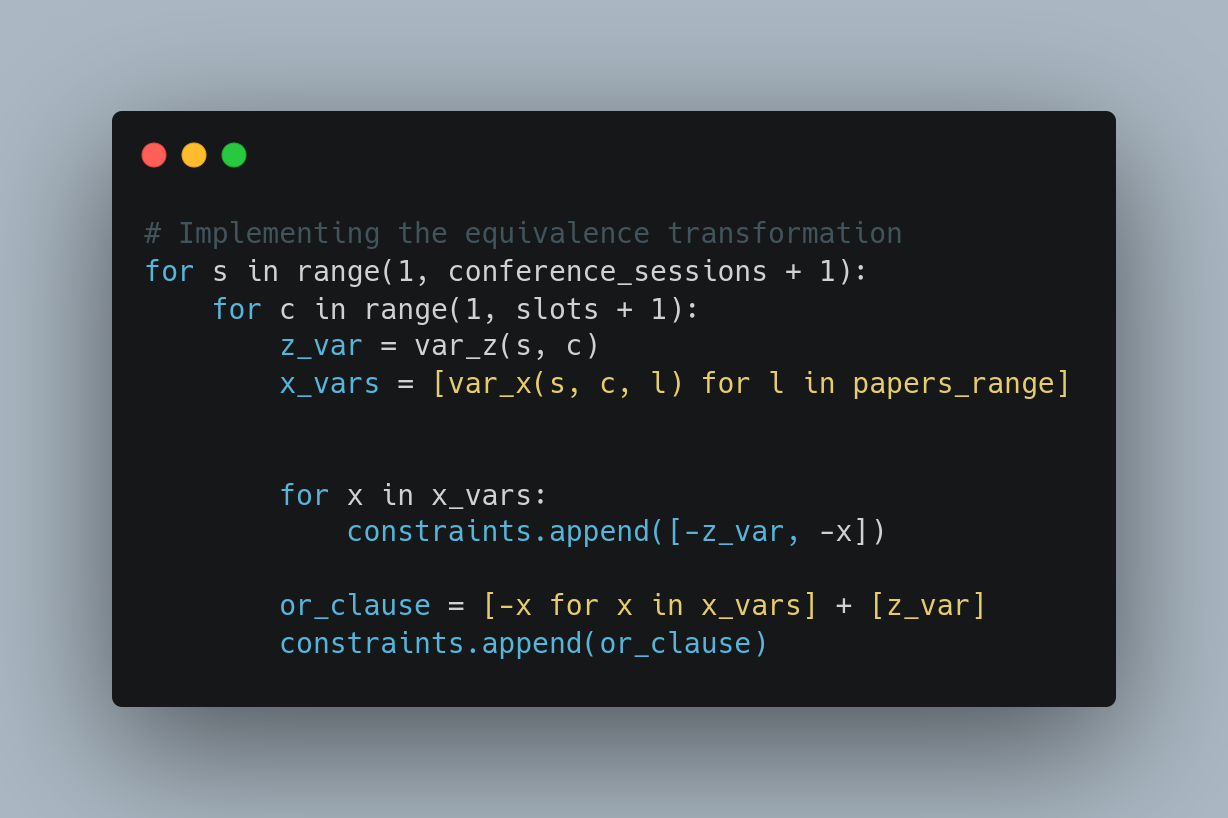 # Implementing the equivalence transformation
for s in range(1, conference_sessions + 1):
    for c in range(1, slots + 1):
        z_var = var_z(s, c)
        x_vars = [var_x(s, c, l) for l in papers_range]
        for x in x_vars:
            constraints.append([-z_var, -x])
        or_clause = [-x for x in x_vars] + [z_var]
        constraints.append(or_clause)